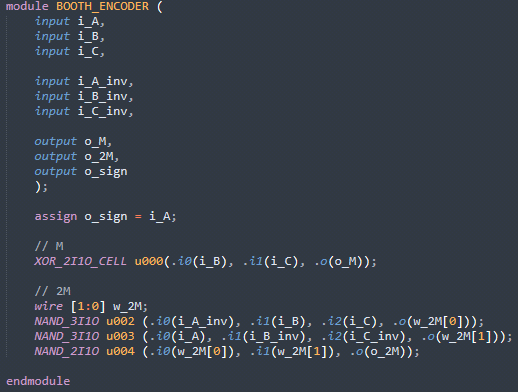 module BOOTH_ENCODER (
input i_A,
input i_B,
input i_C,
input i_A_inv,
input i_B_inv,
input i_C_inv,
output o_M,
output o_2M,
output o_sign
);
assign o_sign = i_A;
// M
XOR_2I1O_CELL u000(.i0(i_B), .i1(i_C), .o(o_M));
// 2M
wire [1:0] w_2M;
NAND_3I1O u002 (.i0(i_A_inv), .i1(i_B), .i2(i_C), .o(w_2M[0]));
NAND_3I1O u003 (.i0(i_A), .i1(i_B_inv), .i2(i_C_inv), .o(w_2M[1]));
NAND_2I1O u004 (.i0(w_2M[0]), .i1(w_2M[1]), .o(o_2M));
endmodule